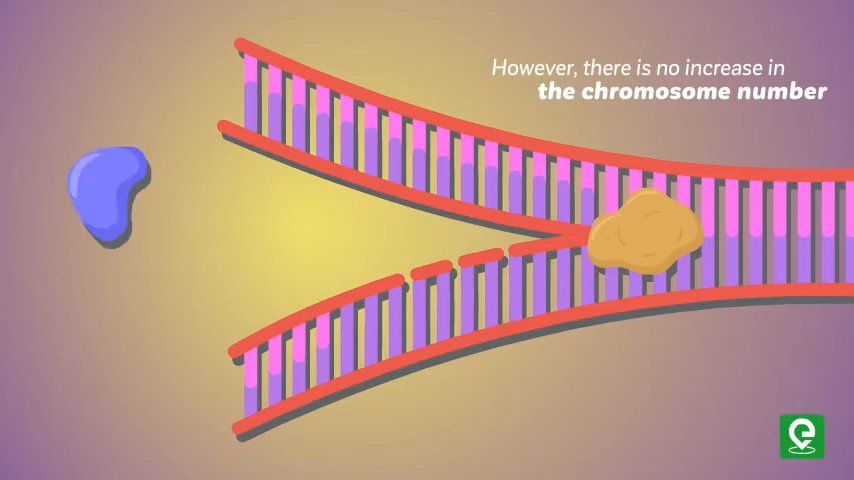 However, there is no increase in
the chromosome number